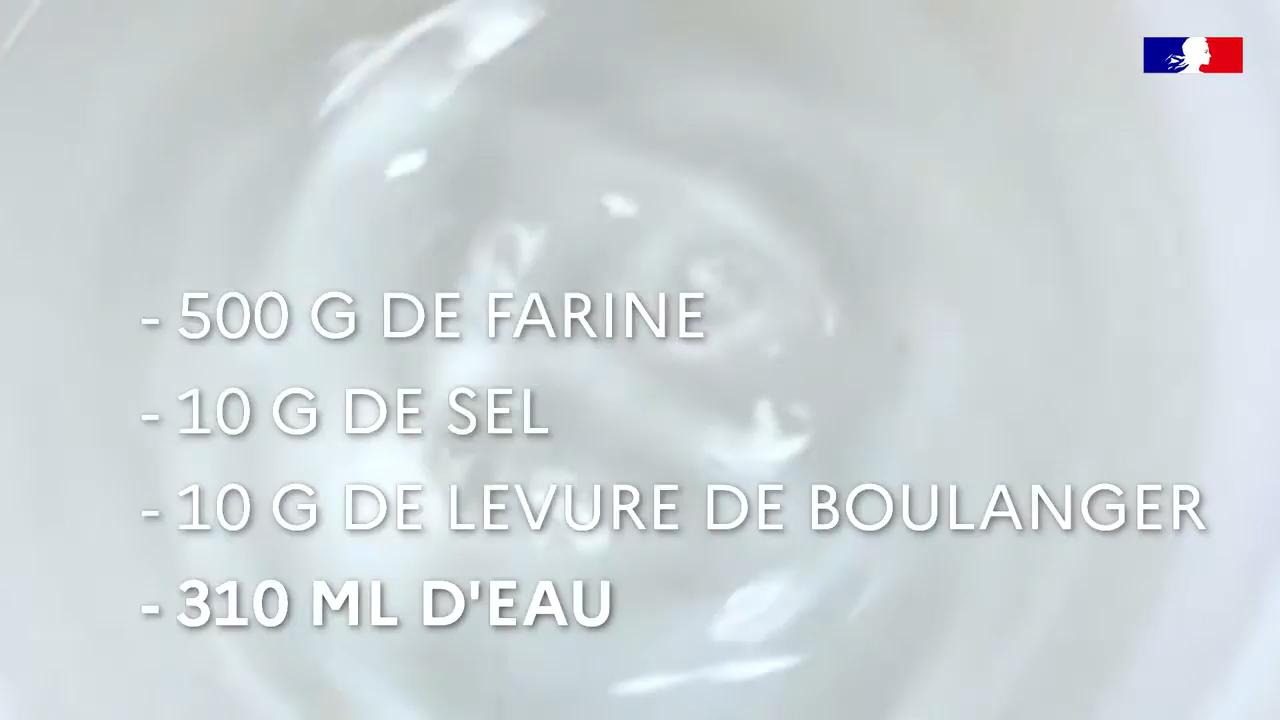 - 500 G DE FARINE
- 10 G DE SEL
- 10 G DE LEVURE DE BOULANGER
- 310 ML D'EAU